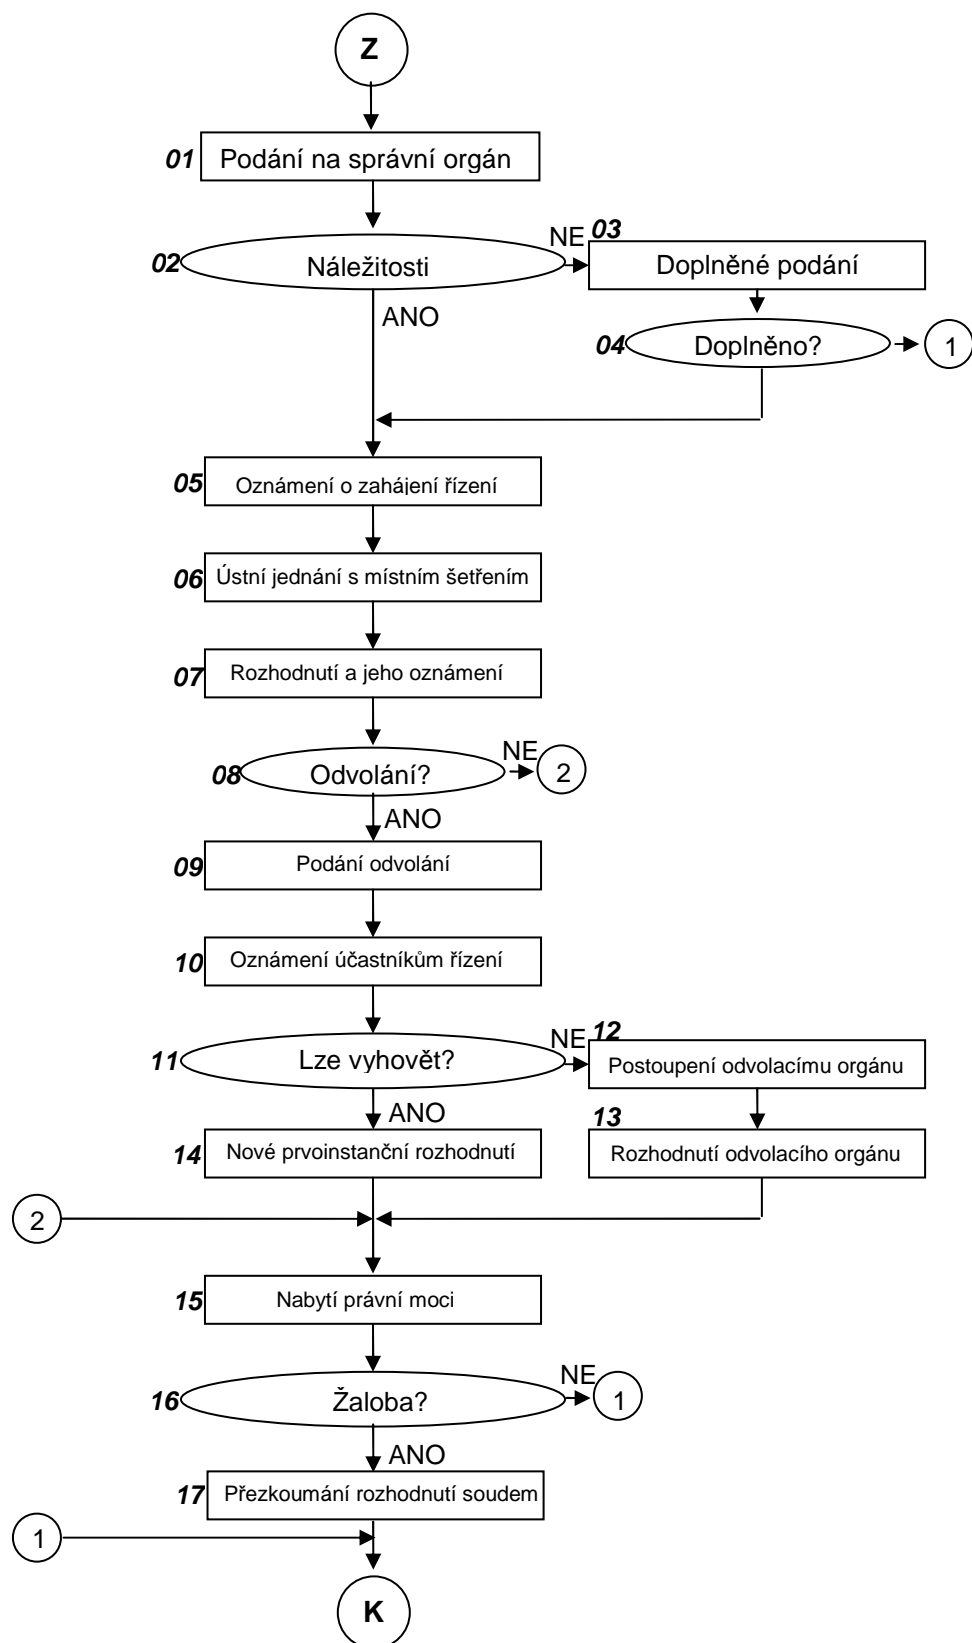 Z
01 Podání na správní orgán
02 Náležitosti
NE
03
Doplněné podání
ANO
04 Doplněno?
1
05 Oznámení o zahájení řízení
06 Ústní jednání s místním šetřením
07 Rozhodnutí a jeho oznámení
08 Odvolání?
NE
2
ANO
09 Podání odvolání
10 Oznámení účastníkům řízení
11 Lze vyhovět?
NE
12
Postoupení odvolacímu orgánu
ANO
13
14 Nové prvoinstanční rozhodnutí
Rozhodnutí odvolacího orgánu
2
15 Nabytí právní moci
16 Žaloba?
NE
1
ANO
17 Přezkoumání rozhodnutí soudem
1
K